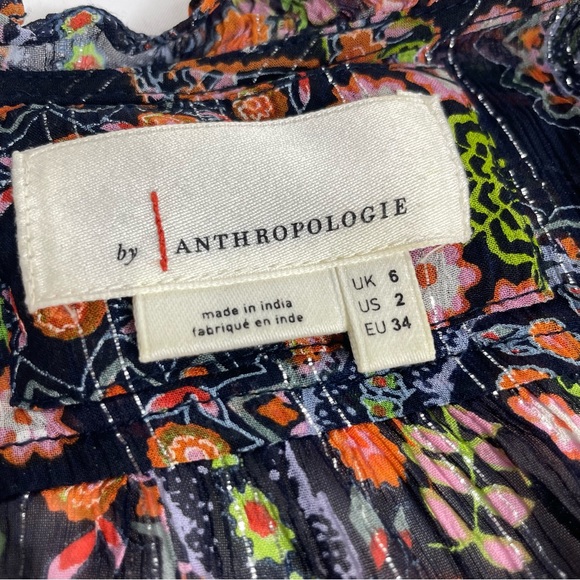 by ANTHROPOLOGIE
made in india
fabriqué en inde
UK 6
US 2
EU 34